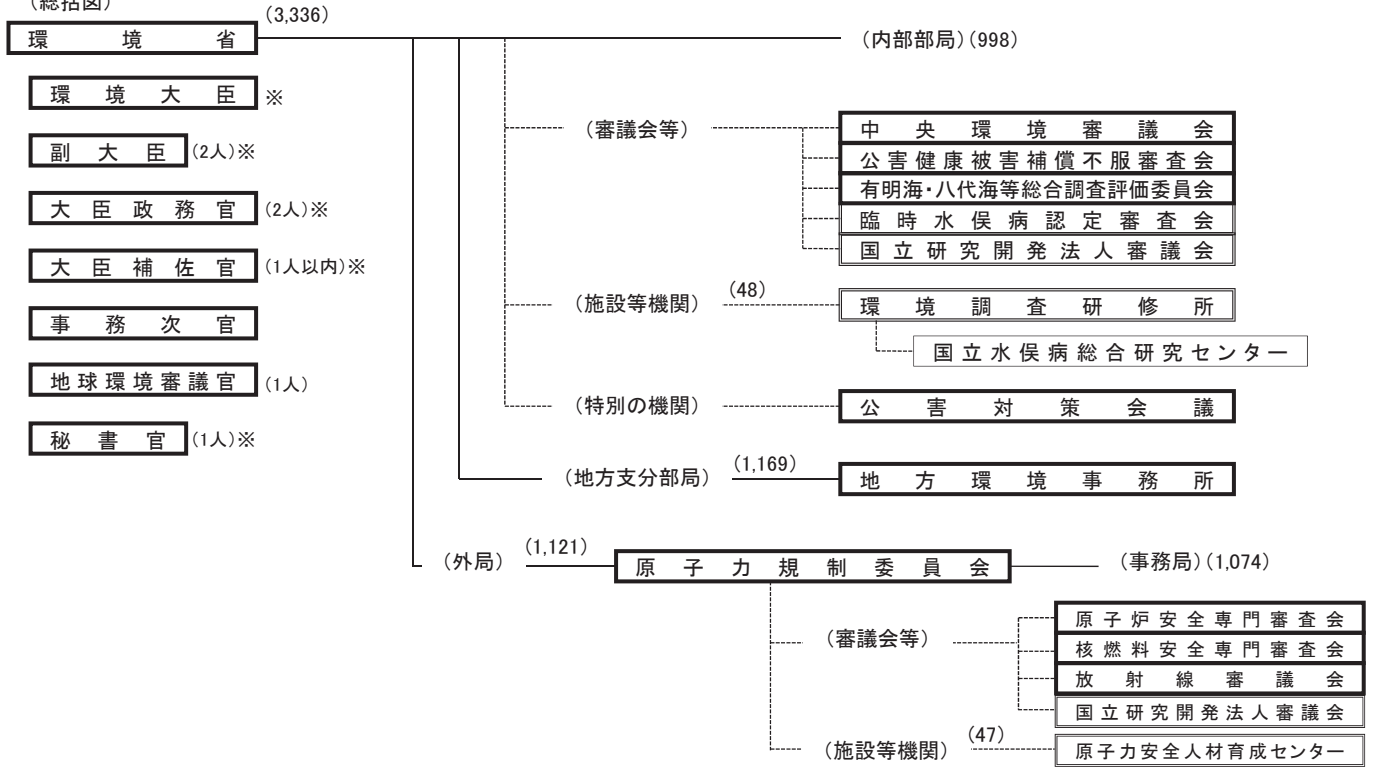 (総括図)
(3,336)
環境省
(内部部局)(998)
環境大臣 ※
副大臣 (2人)※
大臣政務官 (2人)※
大臣補佐官 (1人以内)※
事務次官
地球環境審議官 (1人)
秘書官 (1人)※
(審議会等)
中央環境審議会
公害健康被害補償不服審査会
有明海・八代海等総合調査評価委員会
臨時水俣病認定審査会
国立研究開発法人審議会
(施設等機関) (48)
環境調査研修所
国立水俣病総合研究センター
(特別の機関)
公害対策会議
(地方支分部局) (1,169)
地方環境事務所
(外局) (1,121)
原子力規制委員会
(事務局)(1,074)
(審議会等)
原子炉安全専門審査会
核燃料安全専門審査会
放射線審議会
国立研究開発法人審議会
(施設等機関) (47)
原子力安全人材育成センター